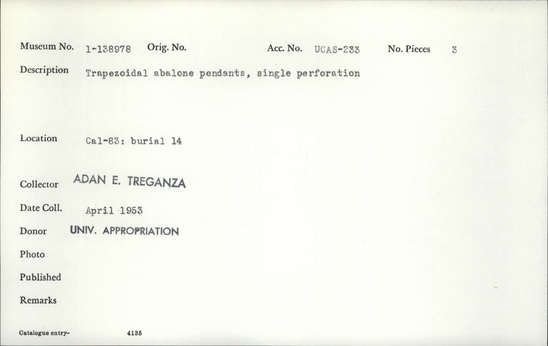 Museum No. 1-138978 Orig. No. Acc. No. UCAS-233 No. Pieces 3
Description Trapezoidal abalone pendants, single perforation
Location Cal-83: burial 14
Collector ADAN E. TREGANZA
Date Coll. April 1953
Donor UNIV. APPROPRIATION
Photo
Published
Remarks
Catalogue entry- 4135